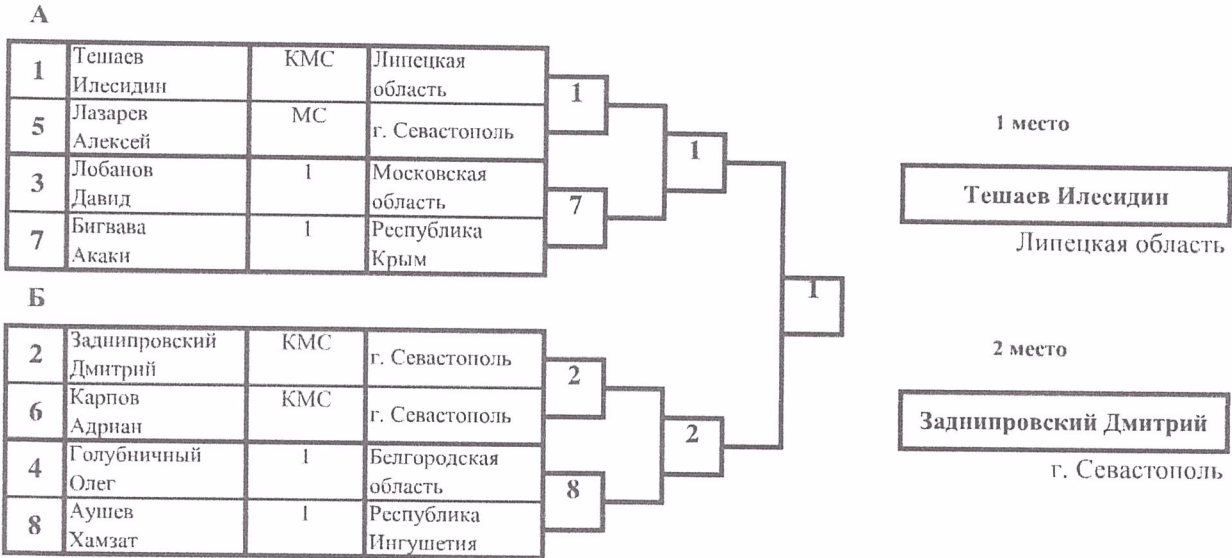 А
1 Тешаев Илесидин КМС Липецкая область
5 Лазарев Алексей МС г. Севастополь
3 Лобанов Давид 1 Московская область
7 Бигвава Акаки 1 Республика Крым
1
7
1
1 место
Тешаев Илесидин
Липецкая область
1
Б
2 Заднипровский Дмитрий КМС г. Севастополь
6 Карпов Адриан КМС г. Севастополь
4 Голубничный Олег 1 Белгородская область
8 Аушев Хамзат 1 Республика Ингушетия
2
8
2
2 место
Заднипровский Дмитрий
г. Севастополь